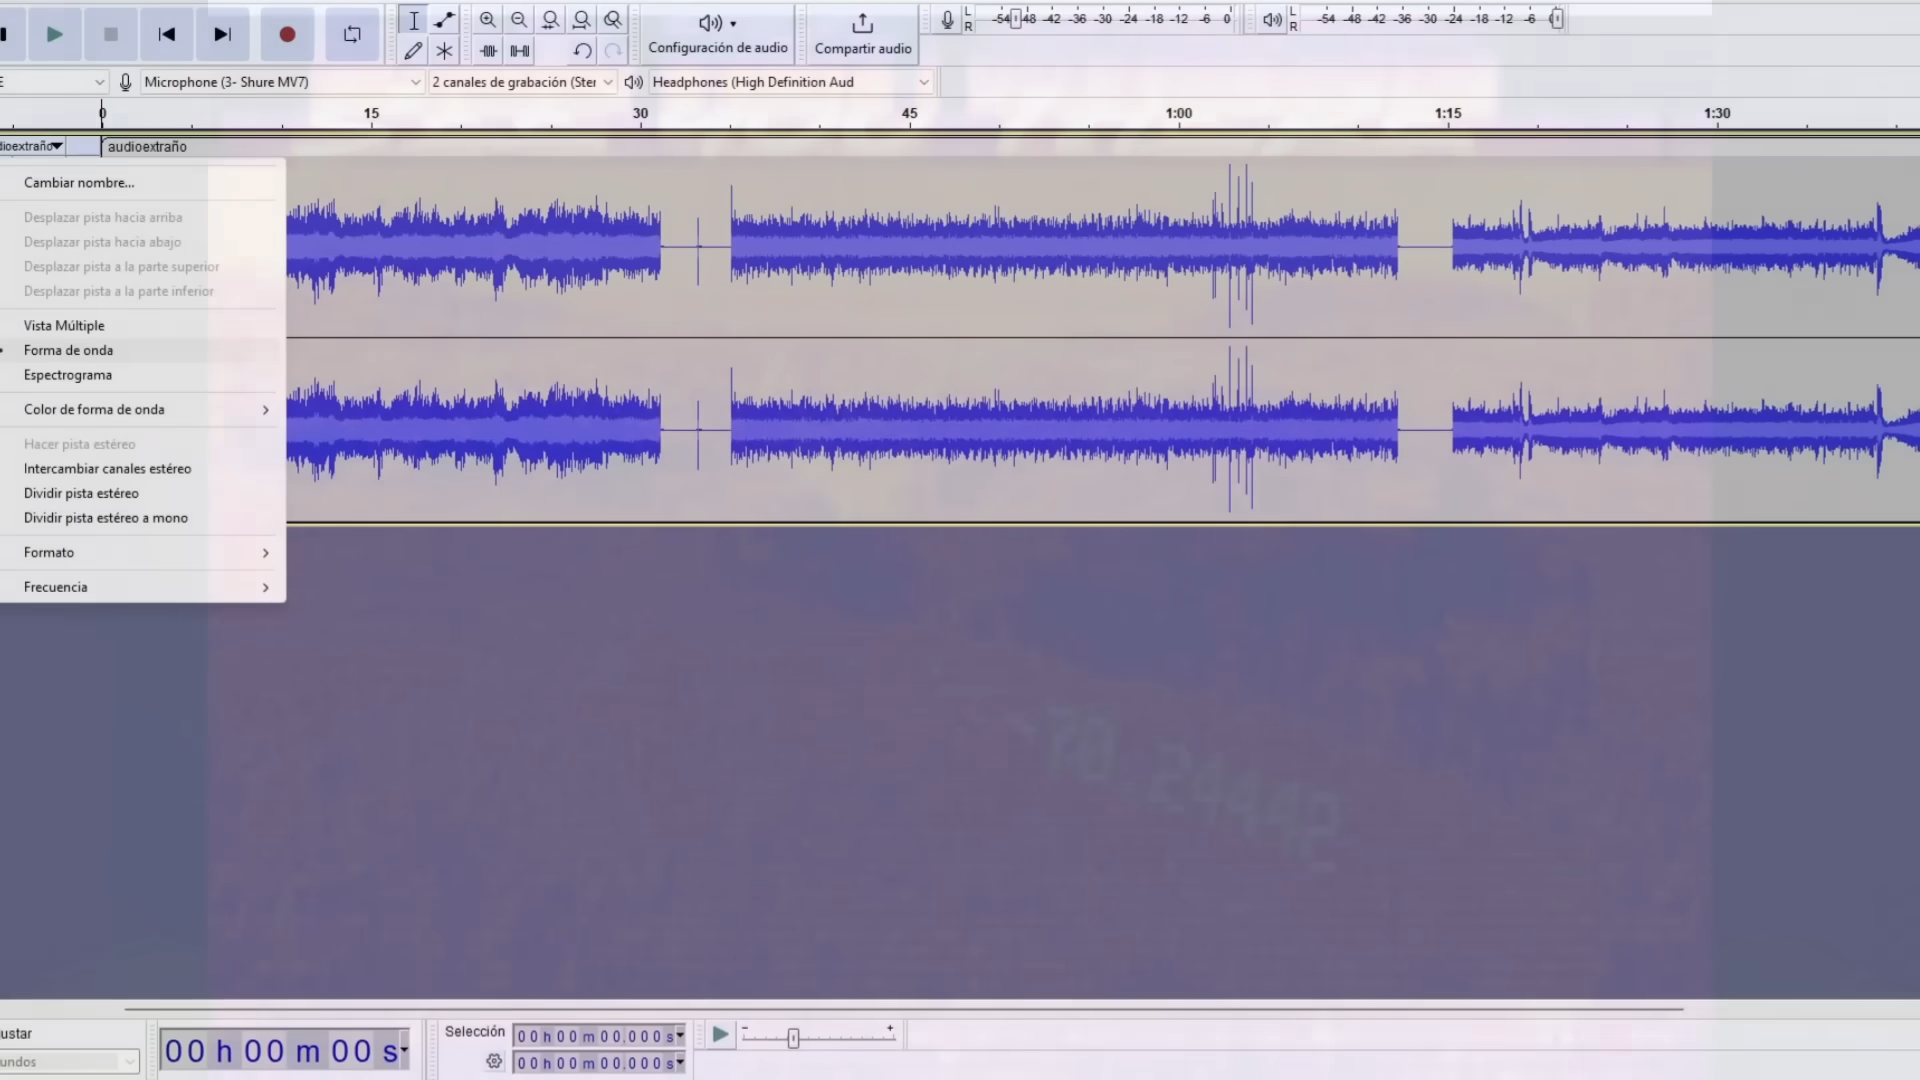 Configuración de audio
Compartir audio
L
R
-54 -48 -42 -36 -30 -24 -18 -12 -6 0
L
R
-54 -48 -42 -36 -30 -24 -18 -12 -6
E
Microphone (3- Shure MV7)
2 canales de grabación (Ster
Headphones (High Definition Aud
0 15 30 45 1:00 1:15 1:30
dioextraño
audioextraño
Cambiar nombre...
Desplazar pista hacia arriba
Desplazar pista hacia abajo
Desplazar pista a la parte superior
Desplazar pista a la parte inferior
Vista Múltiple
Forma de onda
Espectrograma
Color de forma de onda
Hacer pista estéreo
Intercambiar canales estéreo
Dividir pista estéreo
Dividir pista estéreo a mono
Formato
Frecuencia
-70.24442
ustar
undos
00 h 00 m 00 s
Selección
00 h 00 m 00.000 s
00 h 00 m 00.000 s